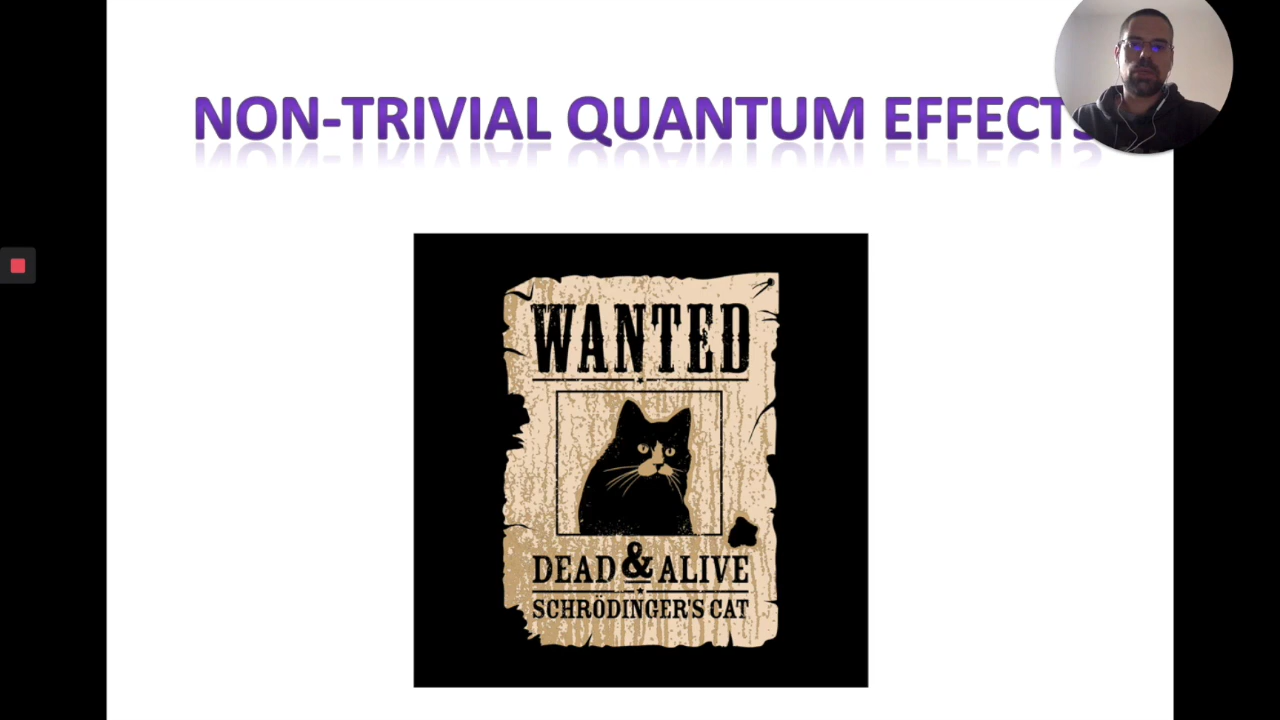 NON-TRIVIAL QUANTUM EFFECTS
WANTED
DEAD & ALIVE
SCHRÖDINGER'S CAT